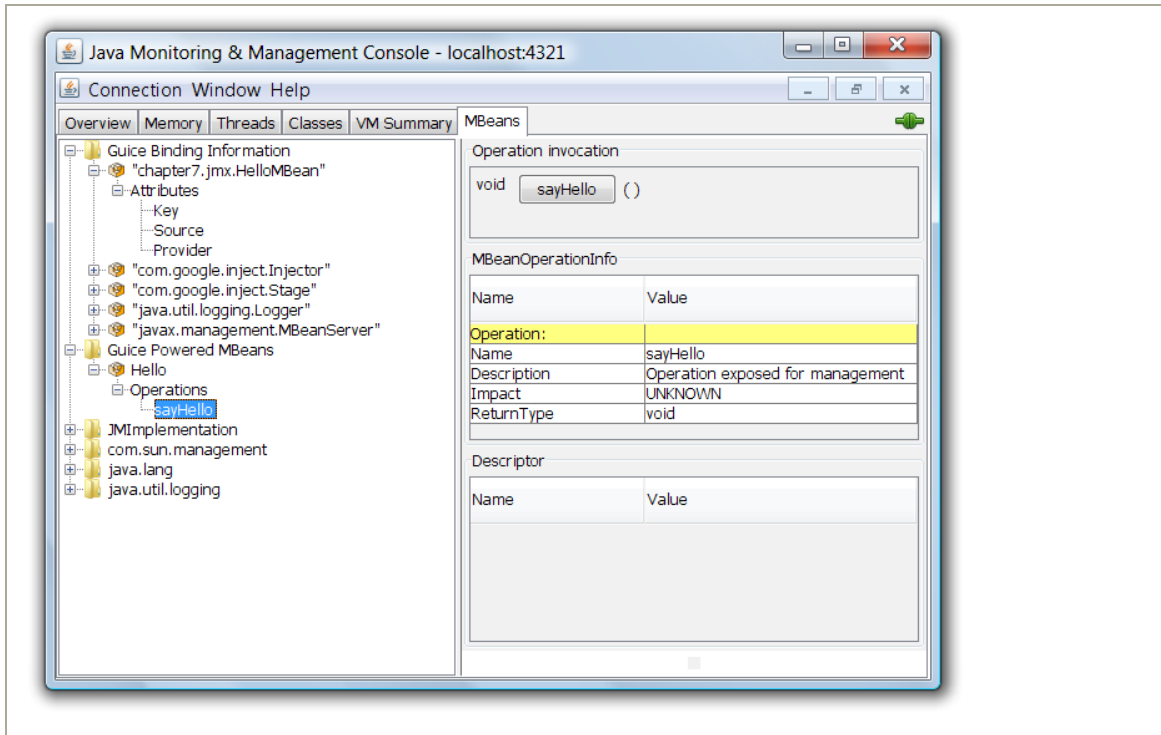 Java Monitoring & Management Console - localhost:4321
Connection Window Help
Overview Memory Threads Classes VM Summary MBeans
Guice Binding Information
"chapter7.jmx.HelloMBean"
Attributes
Key
Source
Provider
"com.google.inject.Injector"
"com.google.inject.Stage"
"java.util.logging.Logger"
"javax.management.MBeanServer"
Guice Powered MBeans
Hello
Operations
sayHello
JMImplementation
com.sun.management
java.lang
java.util.logging
Operation invocation
void sayHello ( )
MBeanOperationInfo
Name Value
Operation:
Name sayHello
Description Operation exposed for management
Impact UNKNOWN
ReturnType void
Descriptor
Name Value